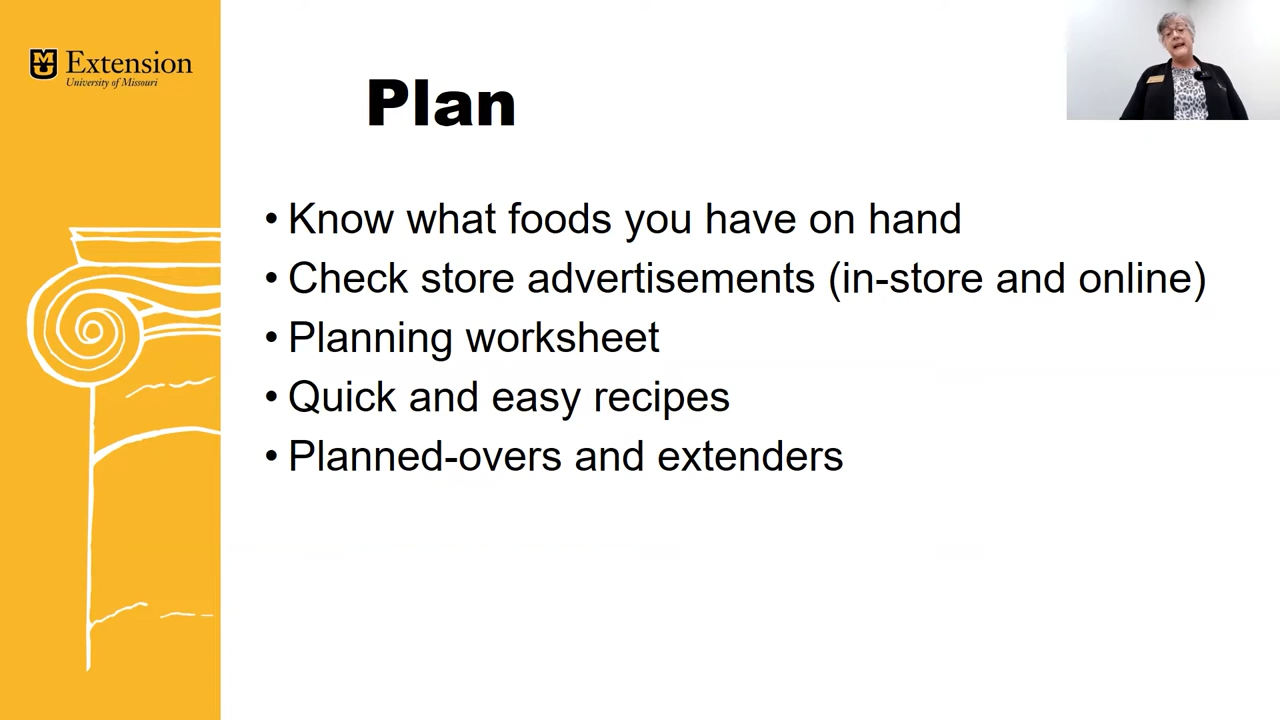 MU
Extension
University of Missouri
Plan
• Know what foods you have on hand
• Check store advertisements (in-store and online)
• Planning worksheet
• Quick and easy recipes
• Planned-overs and extenders